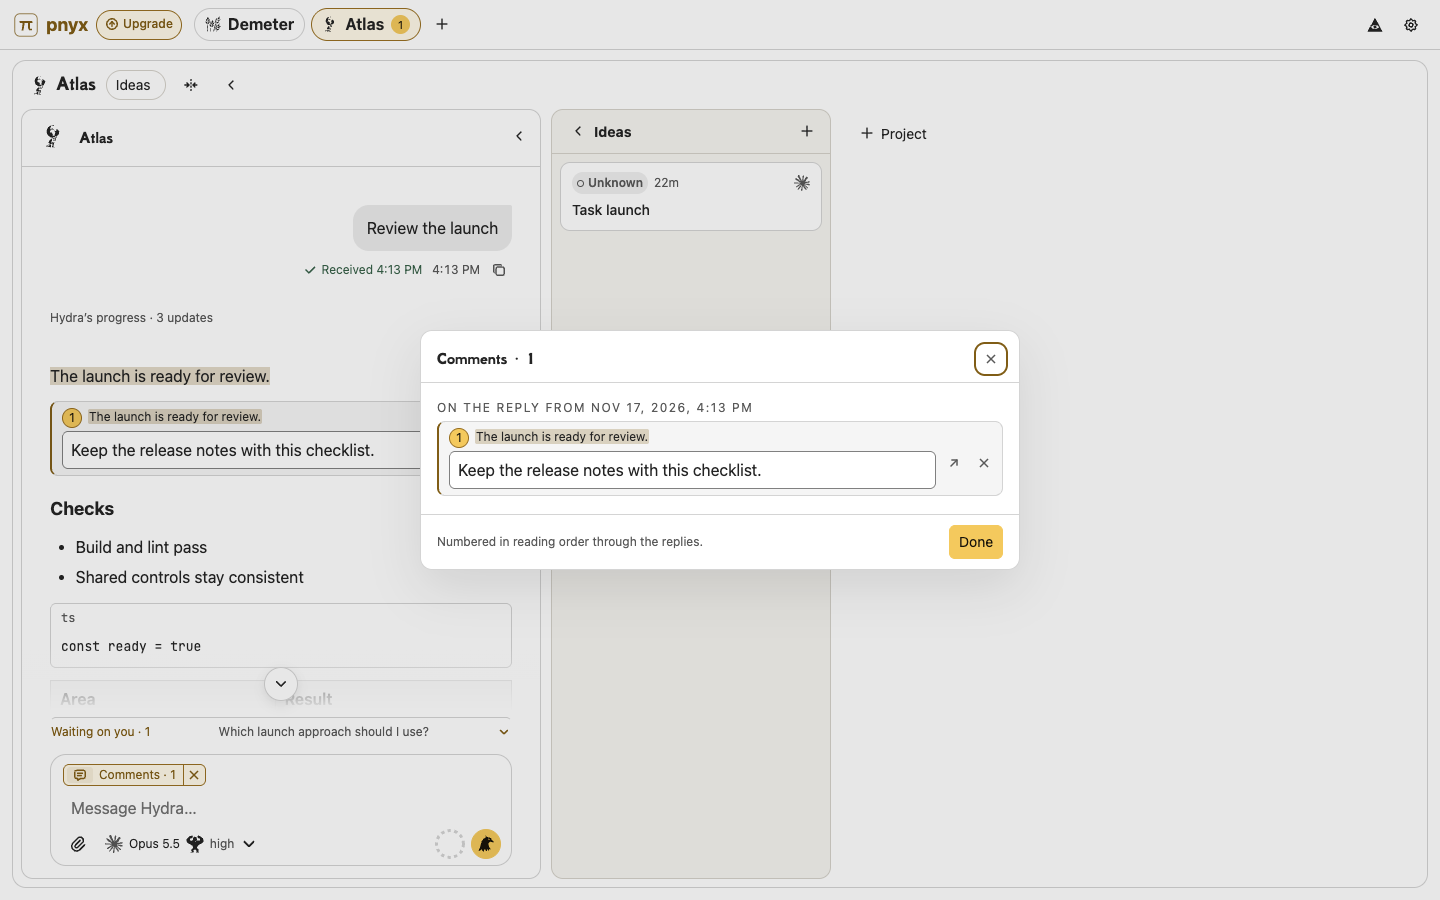 π pnyx Upgrade Demeter Atlas 1
Atlas Ideas
Atlas
Review the launch
Received 4:13 PM 4:13 PM
Hydra's progress · 3 updates
The launch is ready for review.
1 The launch is ready for review.
Keep the release notes with this checklist.
Checks
• Build and lint pass
• Shared controls stay consistent
ts
const ready = true
Area Result
Waiting on you · 1 Which launch approach should I use?
Comments · 1
Message Hydra...
Opus 5.5 high
Ideas
Unknown 22m
Task launch
Project
Comments · 1
ON THE REPLY FROM NOV 17, 2026, 4:13 PM
1 The launch is ready for review.
Keep the release notes with this checklist.
Numbered in reading order through the replies.
Done